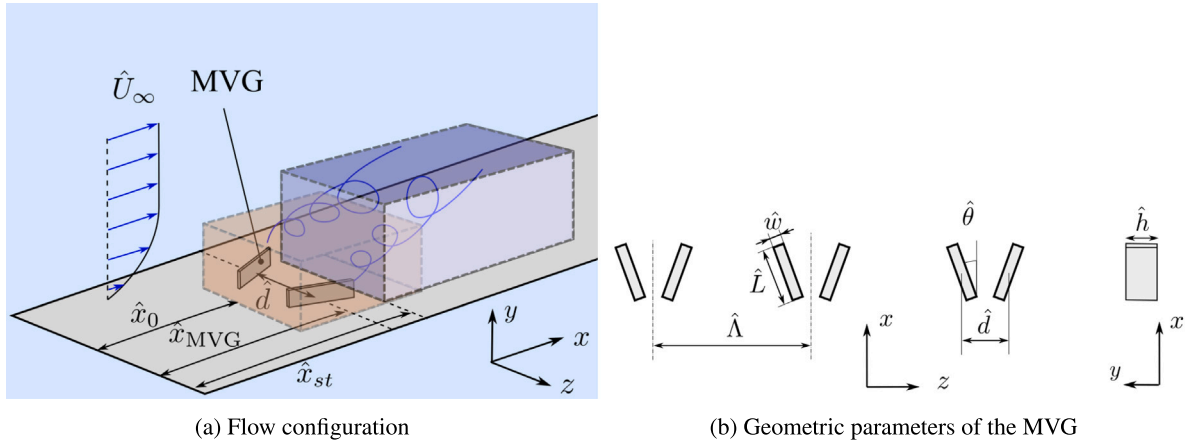 MVG
Û∞
d̂
x̂0
x̂MVG
x̂st
y
x
z
ŵ
L̂
Λ̂
x
z
θ̂
d̂
ĥ
x
y
(a) Flow configuration
(b) Geometric parameters of the MVG